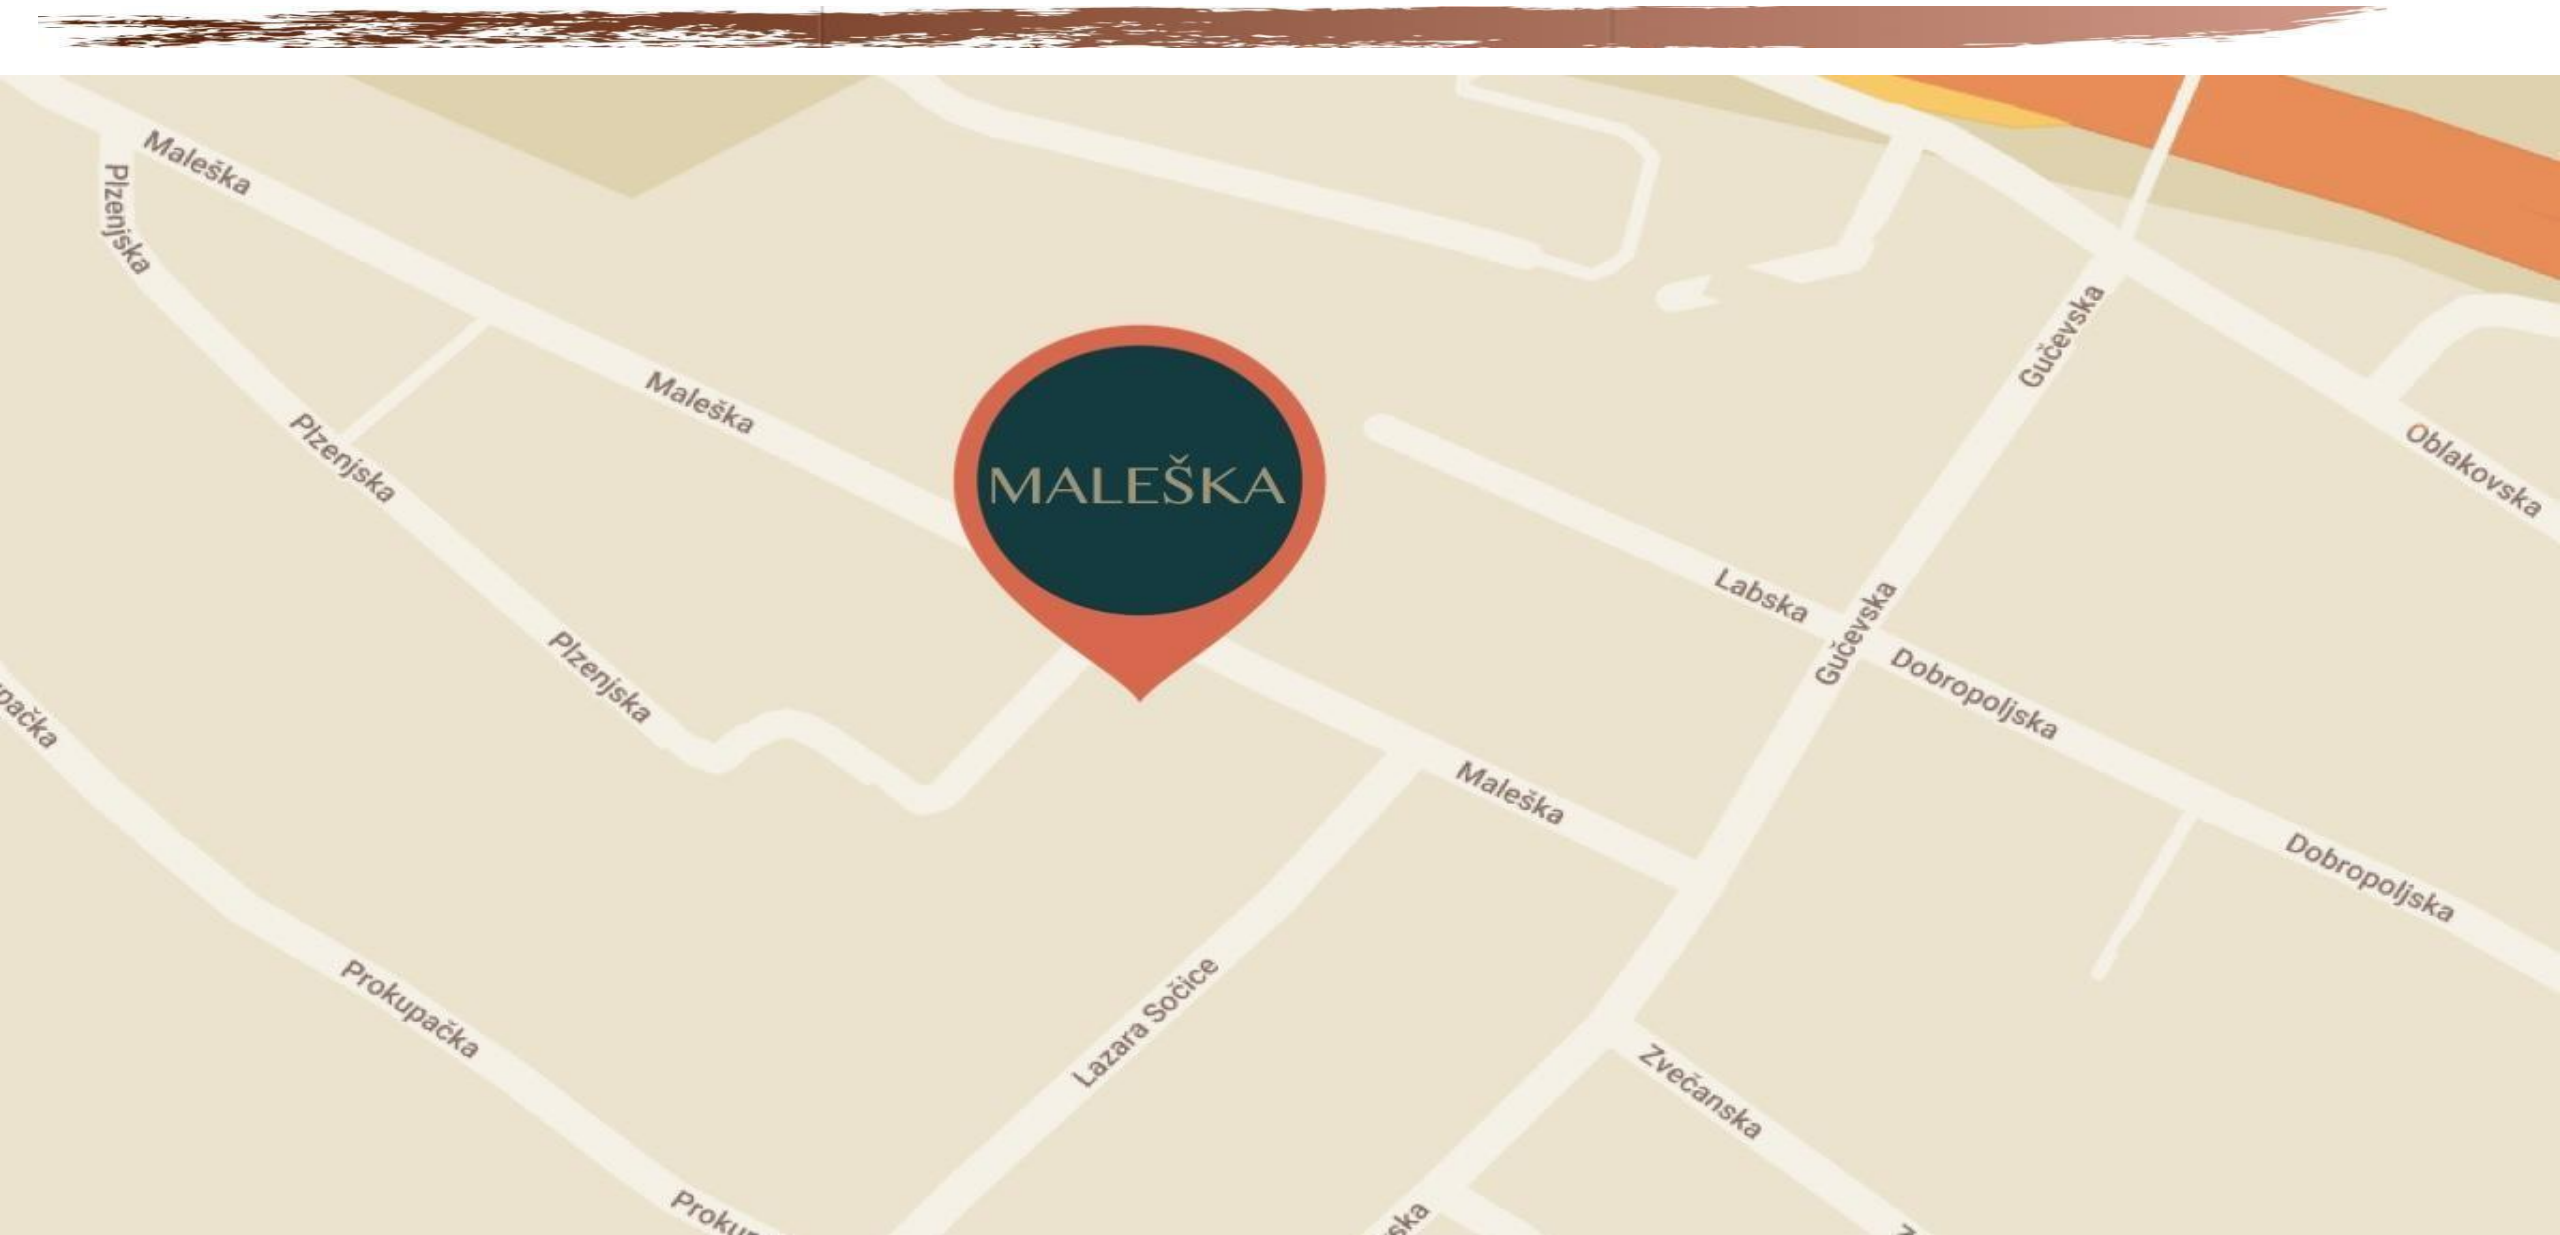 Maleška
Plzenjska
Gučevska
Maleška
Plzenjska
Oblakovska
MALEŠKA
Labska
Gučevska
Plzenjska
Dobropoljska
Maleška
Dobropoljska
Prokupačka
Lazara Sočice
Zvečanska